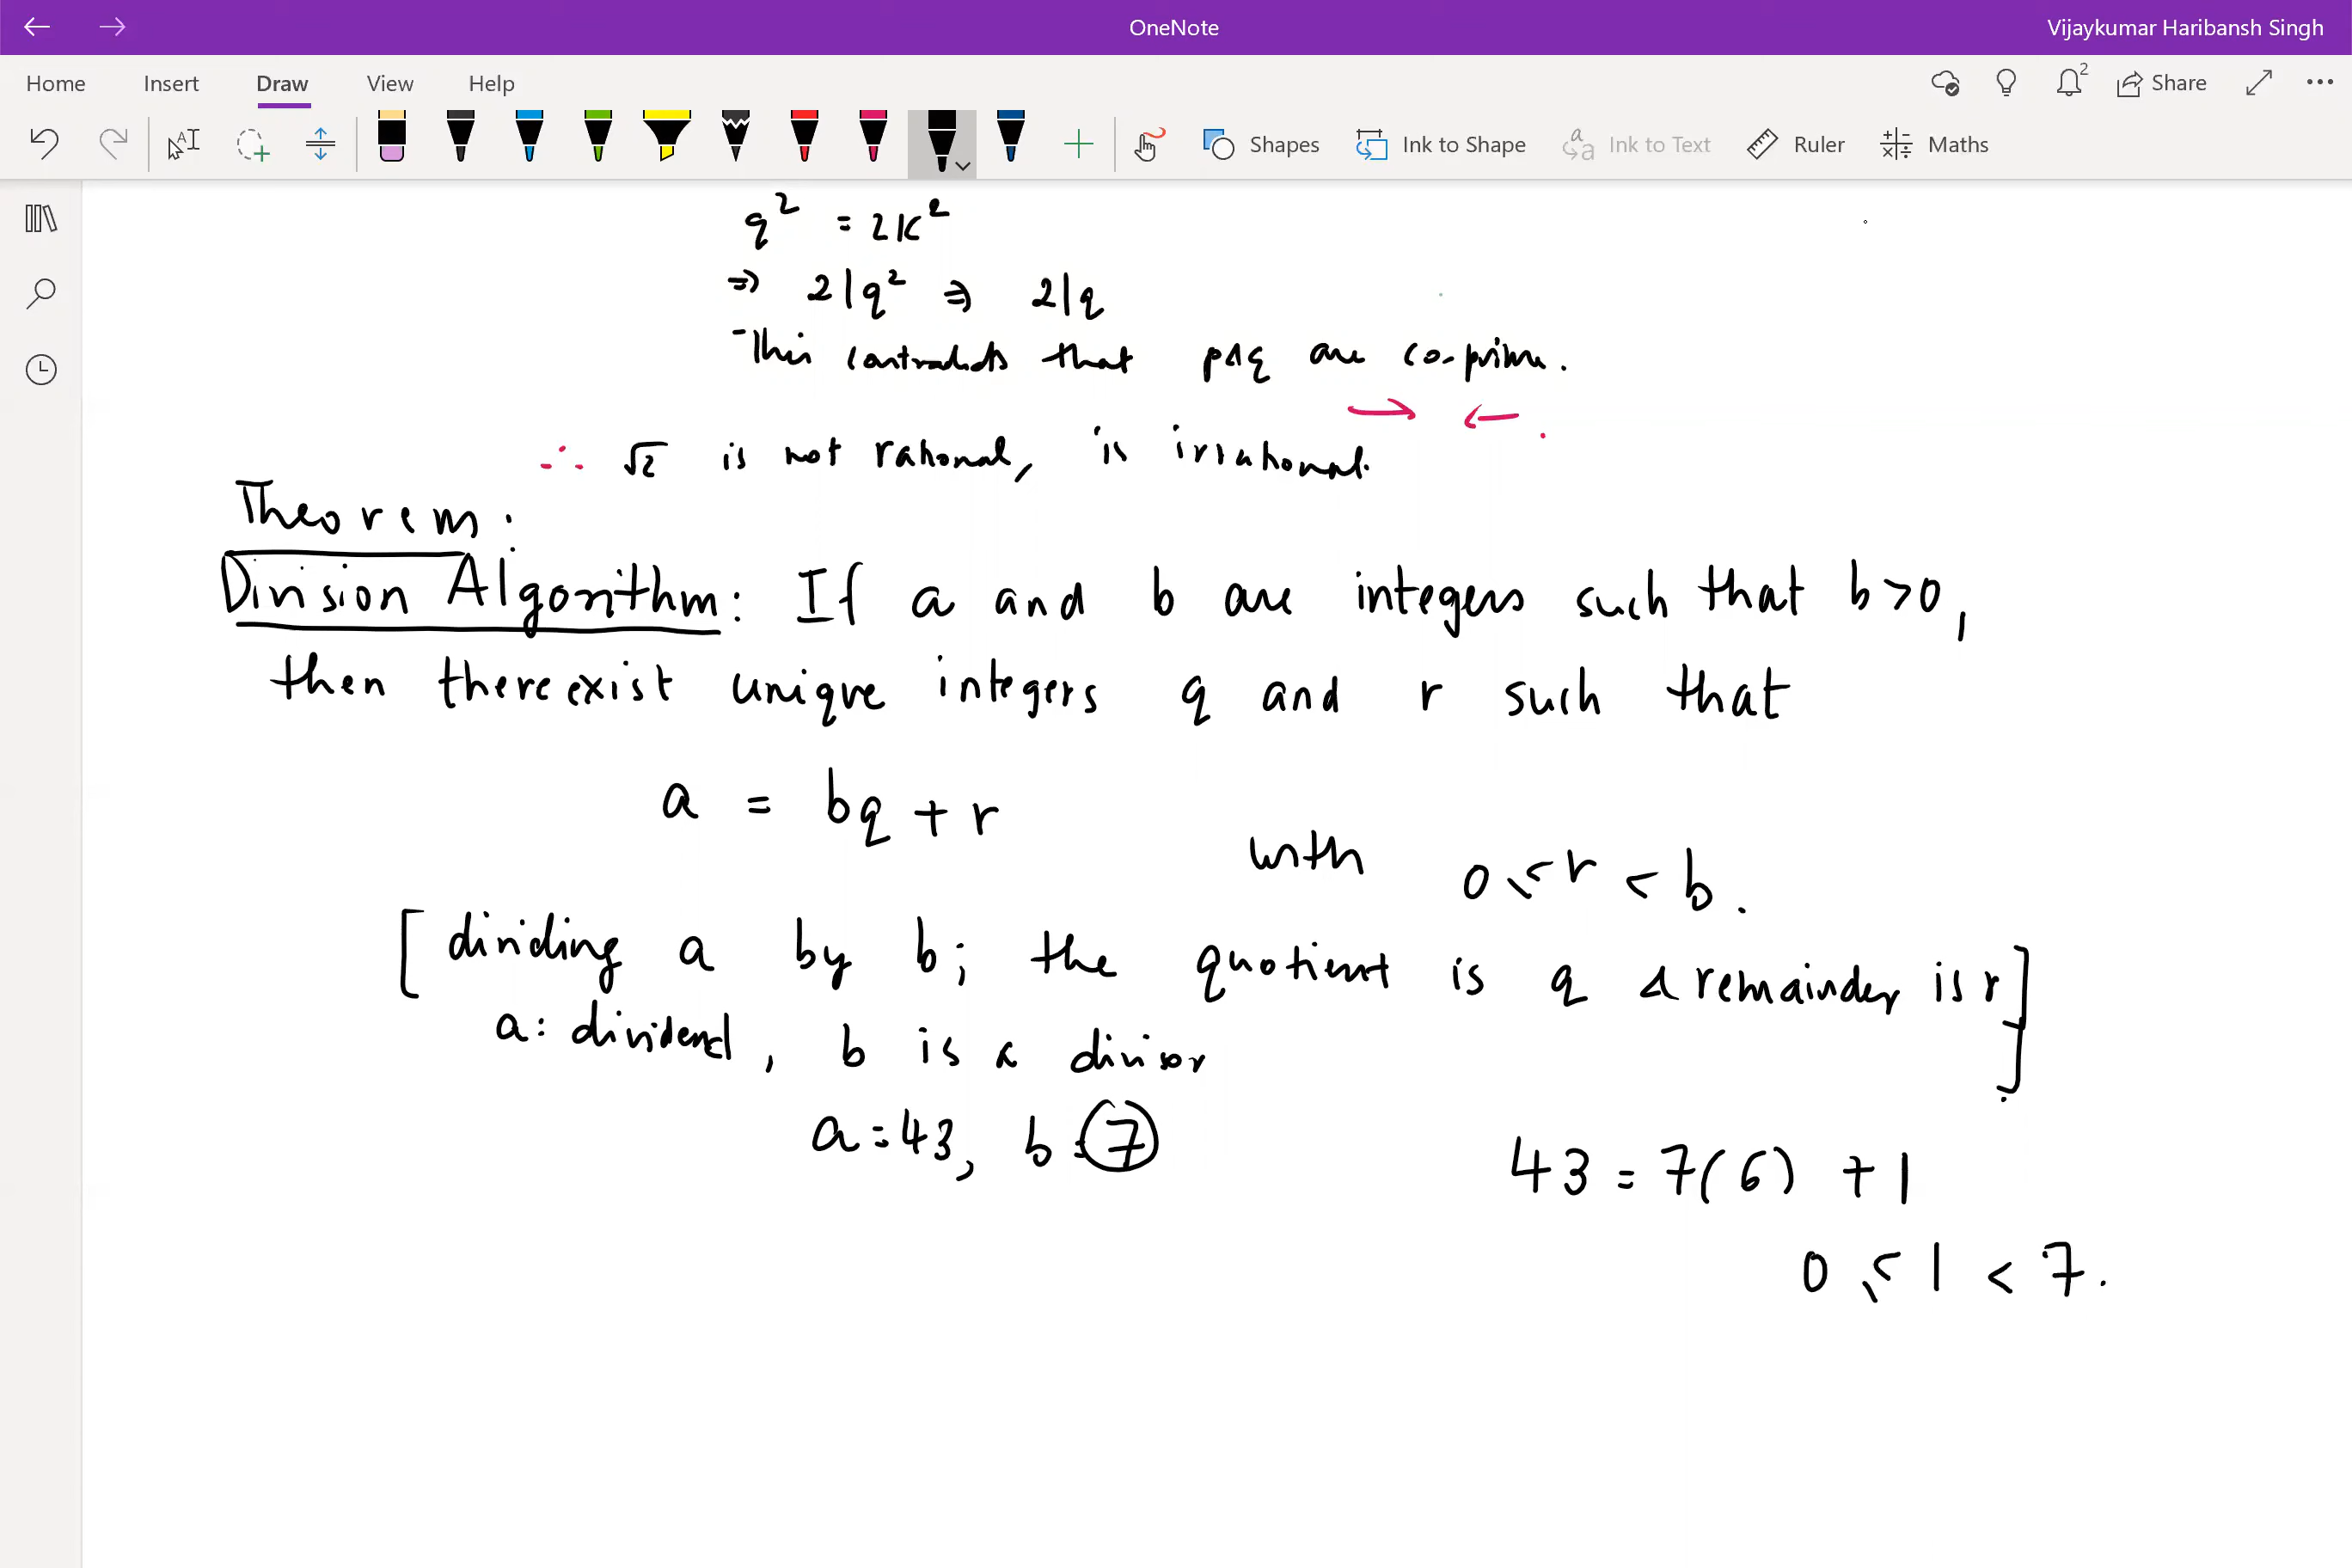 OneNote
Vijaykumar Haribansh Singh
Home Insert Draw View Help
2 Share
Shapes Ink to Shape Ink to Text Ruler Maths
q² = 2k²
⇒ 2|q² ⇒ 2|q
This contradicts that p & q are co-prime.
→ ←
∴ √2 is not rational, is irrational.
Theorem:
Division Algorithm: If a and b are integers such that b>0,
then there exist unique integers q and r such that
a = bq + r
with 0 ≤ r < b.
[dividing a by b; the quotient is q & remainder is r]
a: dividend, b is a divisor
a=43, b=7
43 = 7(6) + 1
0 ≤ 1 < 7.